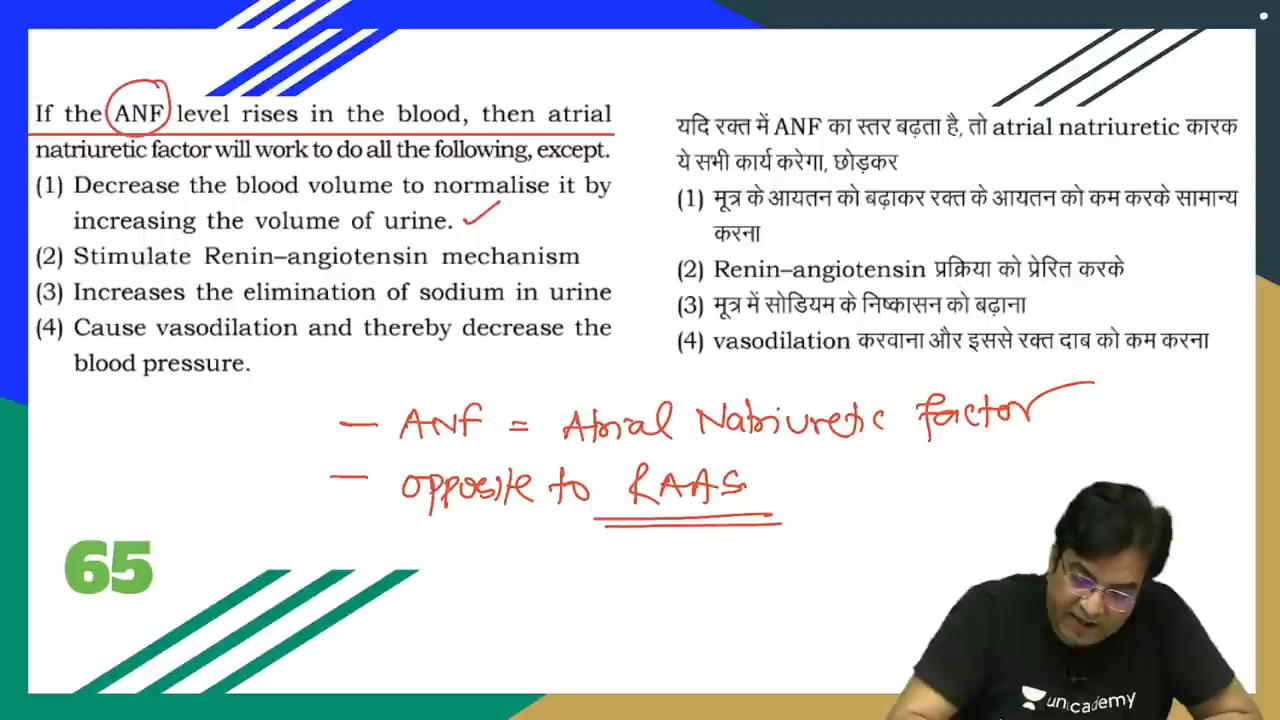 If the ANF level rises in the blood, then atrial
natriuretic factor will work to do all the following, except.
(1) Decrease the blood volume to normalise it by
increasing the volume of urine.
(2) Stimulate Renin–angiotensin mechanism
(3) Increases the elimination of sodium in urine
(4) Cause vasodilation and thereby decrease the
blood pressure.
यदि रक्त में ANF का स्तर बढ़ता है, तो atrial natriuretic कारक
ये सभी कार्य करेगा, छोड़कर
(1) मूत्र के आयतन को बढ़ाकर रक्त के आयतन को कम करके सामान्य
करना
(2) Renin–angiotensin प्रक्रिया को प्रेरित करके
(3) मूत्र में सोडियम के निष्कासन को बढ़ाना
(4) vasodilation करवाना और इससे रक्त दाब को कम करना
— ANF = Atrial Natriuretic factor
— opposite to RAAS
65
unacademy